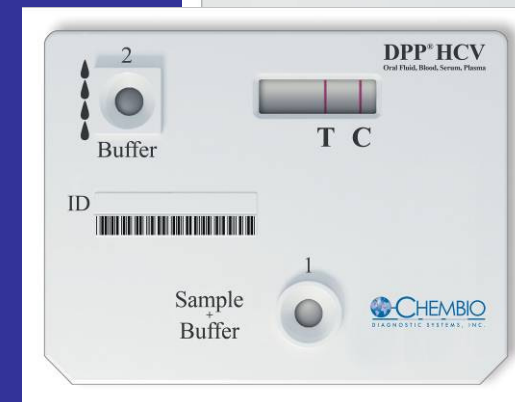 2
Buffer
DPP® HCV
Oral Fluid, Blood, Serum, Plasma
T C
ID
1
Sample
+
Buffer
CHEMBIO
DIAGNOSTIC SYSTEMS, INC.